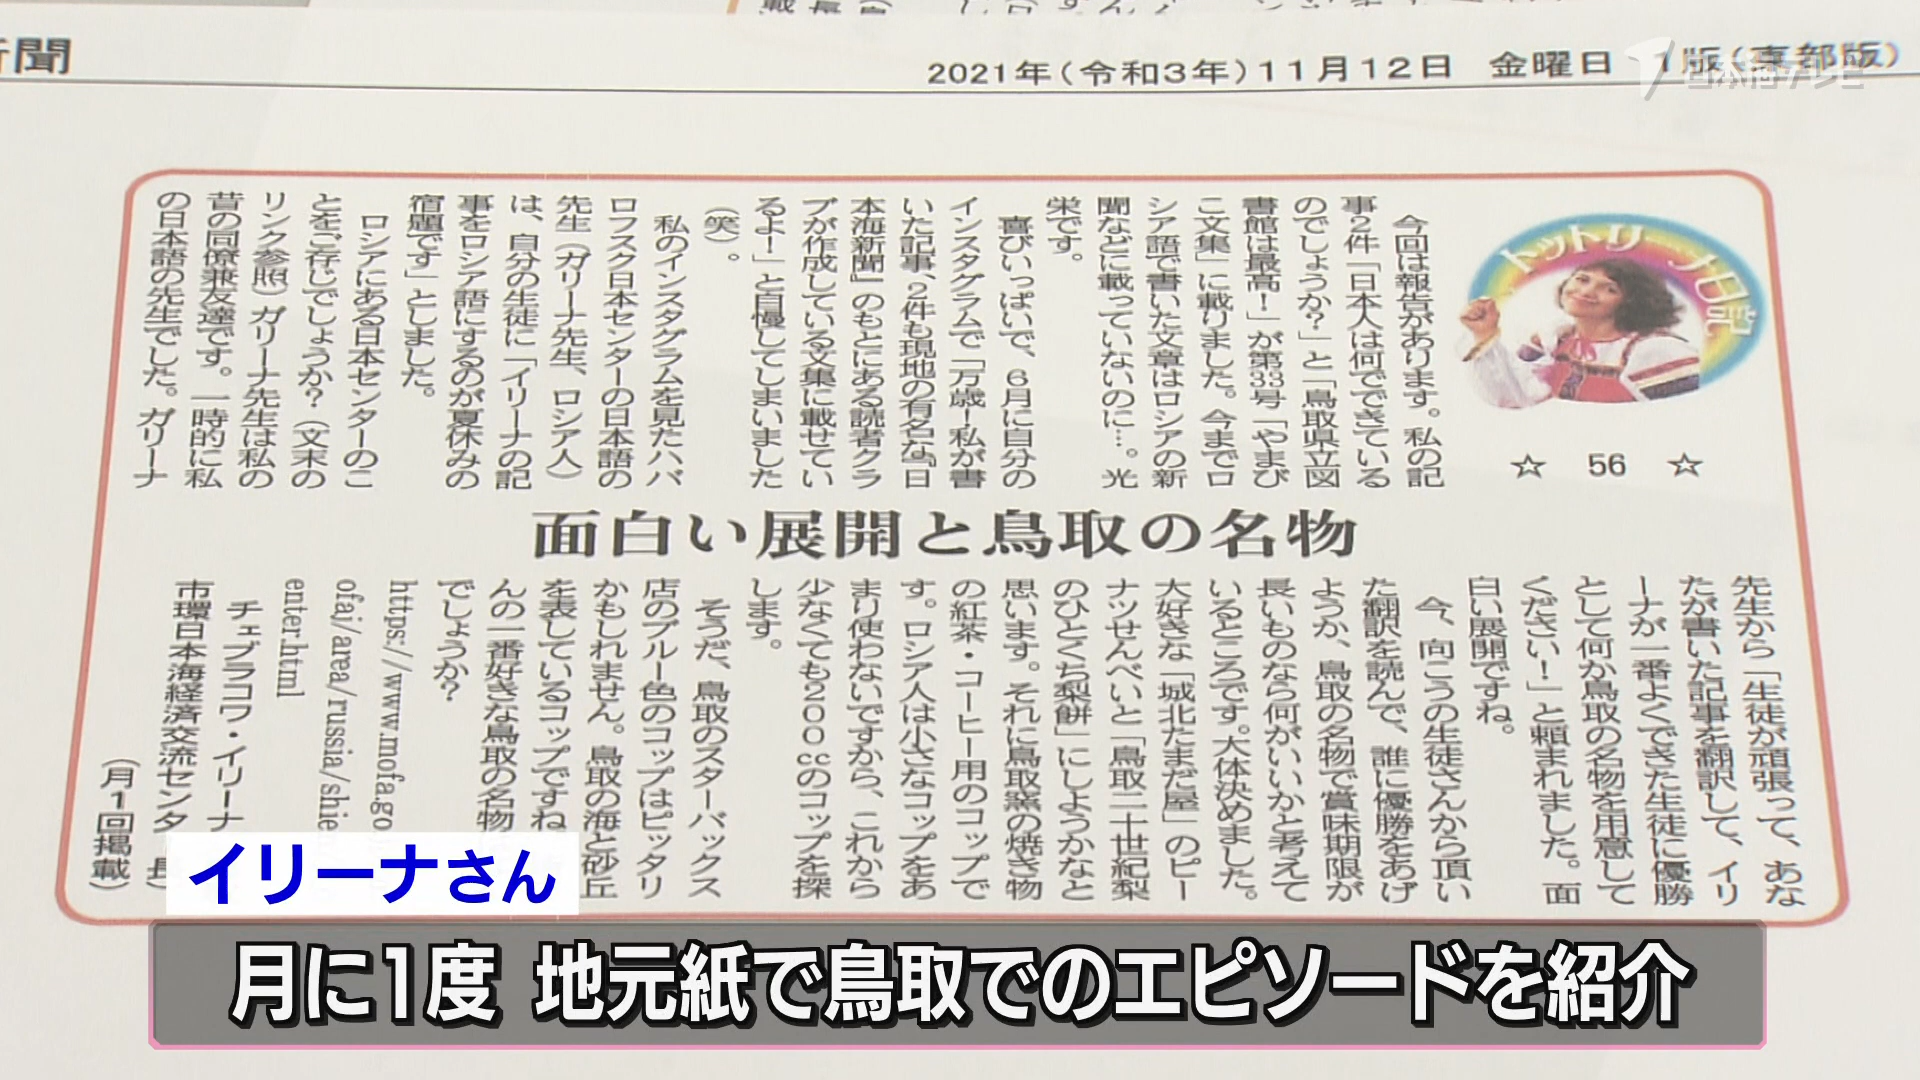 聞
2021年(令和3年)11月12日 金曜日 1版(東部版)
日本海テレビ
トットリーナ日記
☆ 56 ☆
今回は報告があります。私の記
事2件「日本人は何でできている
のでしょうか?」と「鳥取県立図
書館は最高!」が第33号「やまび
こ文集」に載りました。今までロ
シア語で書いた文章はロシアの新
聞などに載っていないのに…。光
栄です。
喜びいっぱいで、6月に自分の
インスタグラムで「万歳!私が書
いた記事、2件も現地の有名な『日
本海新聞』のもとにある読者クラ
ブが作成している文集に載せてい
るよ!」と自慢してしまいました
(笑)。
私のインスタグラムを見たハバ
ロフスク日本センターの日本語の
先生(ガリーナ先生、ロシア人)
は、自分の生徒に「イリーナの記
事をロシア語にするのが夏休みの
宿題です」としました。
ロシアにある日本センターのこ
とをご存じでしょうか?(文末の
リンク参照)ガリーナ先生は私の
昔の同僚兼友達です。一時的に私
の日本語の先生でした。ガリーナ
面白い展開と鳥取の名物
先生から「生徒が頑張って、あな
たが書いた記事を翻訳して、イリ
ーナが一番よくできた生徒に優勝
として何か鳥取の名物を用意して
ください!」と頼まれました。面
白い展開ですね。
今、向こうの生徒さんから頂い
た翻訳を読んで、誰に優勝をあげ
ようか、鳥取の名物で賞味期限が
長いものなら何がいいかと考えて
いるところです。大体決めました。
大好きな「城北たまだ屋」のピー
ナツせんべいと「鳥取二十世紀梨
のひとくち梨餅」にしようかなと
思います。それに鳥取窯の焼き物
の紅茶・コーヒー用のコップで
す。ロシア人は小さなコップをあ
まり使わないですから、これから
少なくても200ccのコップを探
します。
そうだ、鳥取のスターバックス
店のブルー色のコップはピッタリ
かもしれません。鳥取の海と砂丘
を表しているコップですね
んの一番好きな鳥取の名物
でしょうか?
https://www.mofa.go
ofaj/area/russia/shie
enter.html
チェブラコワ・イリーナ
市環日本海経済交流センタ 長)
(月1回掲載)
イリーナさん
月に1度 地元紙で鳥取でのエピソードを紹介